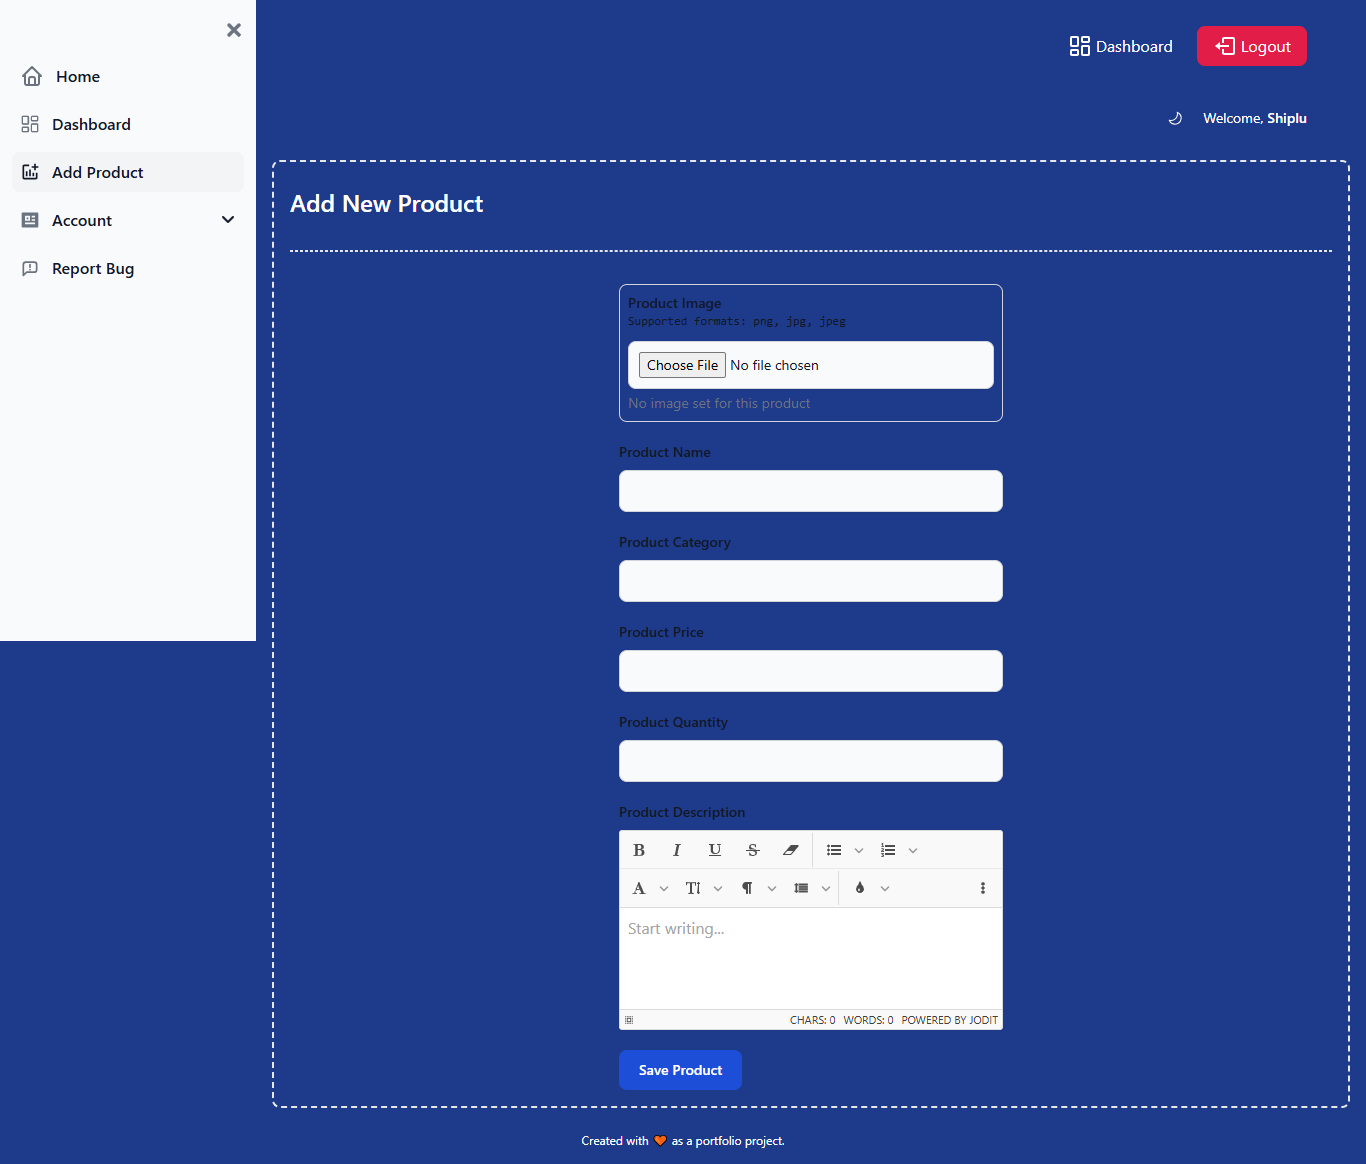 Home
Dashboard
Add Product
Account
Report Bug
Dashboard
Logout
Welcome, Shiplu
Add New Product
Product Image
Supported formats: png, jpg, jpeg
Choose File No file chosen
No image set for this product
Product Name
Product Category
Product Price
Product Quantity
Product Description
Start writing...
CHARS: 0 WORDS: 0 POWERED BY JODIT
Save Product
Created with 🧡 as a portfolio project.